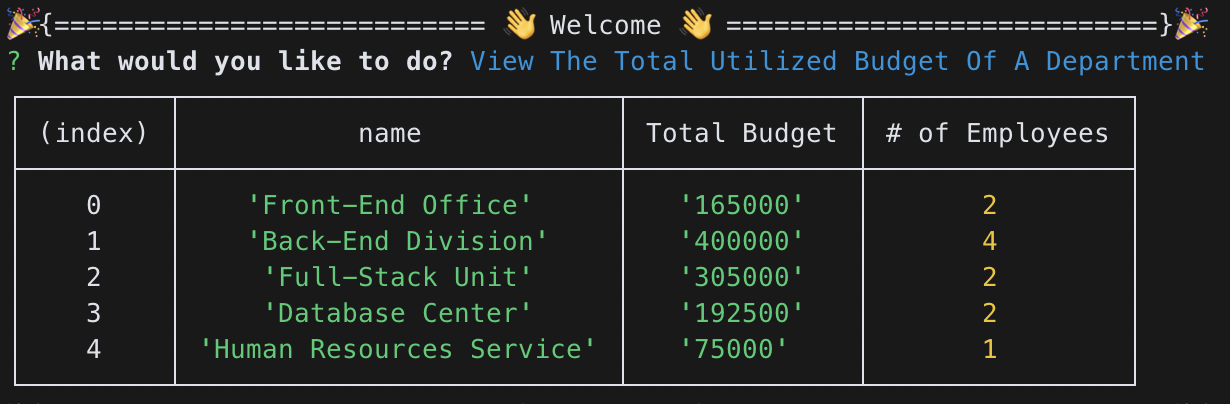 🎉{=========================== 👋 Welcome 👋 ===========================}🎉
? What would you like to do? View The Total Utilized Budget Of A Department
(index) name Total Budget # of Employees
0 'Front-End Office' '165000' 2
1 'Back-End Division' '400000' 4
2 'Full-Stack Unit' '305000' 2
3 'Database Center' '192500' 2
4 'Human Resources Service' '75000' 1